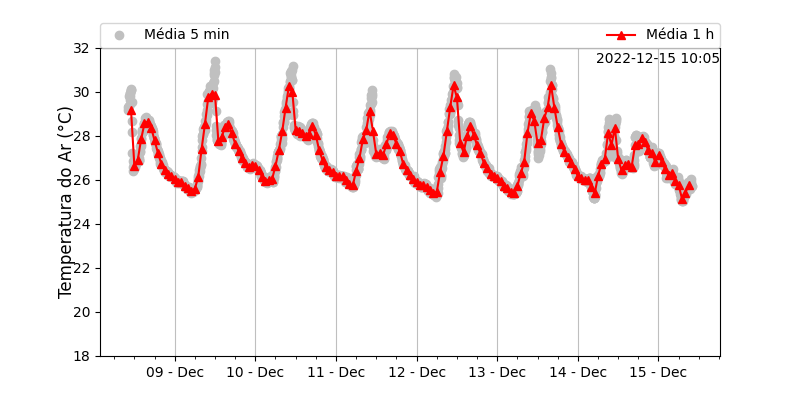 Média 5 min
Média 1 h
2022-12-15 10:05
Temperatura do Ar (°C)
32
30
28
26
24
22
20
18
09 - Dec
10 - Dec
11 - Dec
12 - Dec
13 - Dec
14 - Dec
15 - Dec